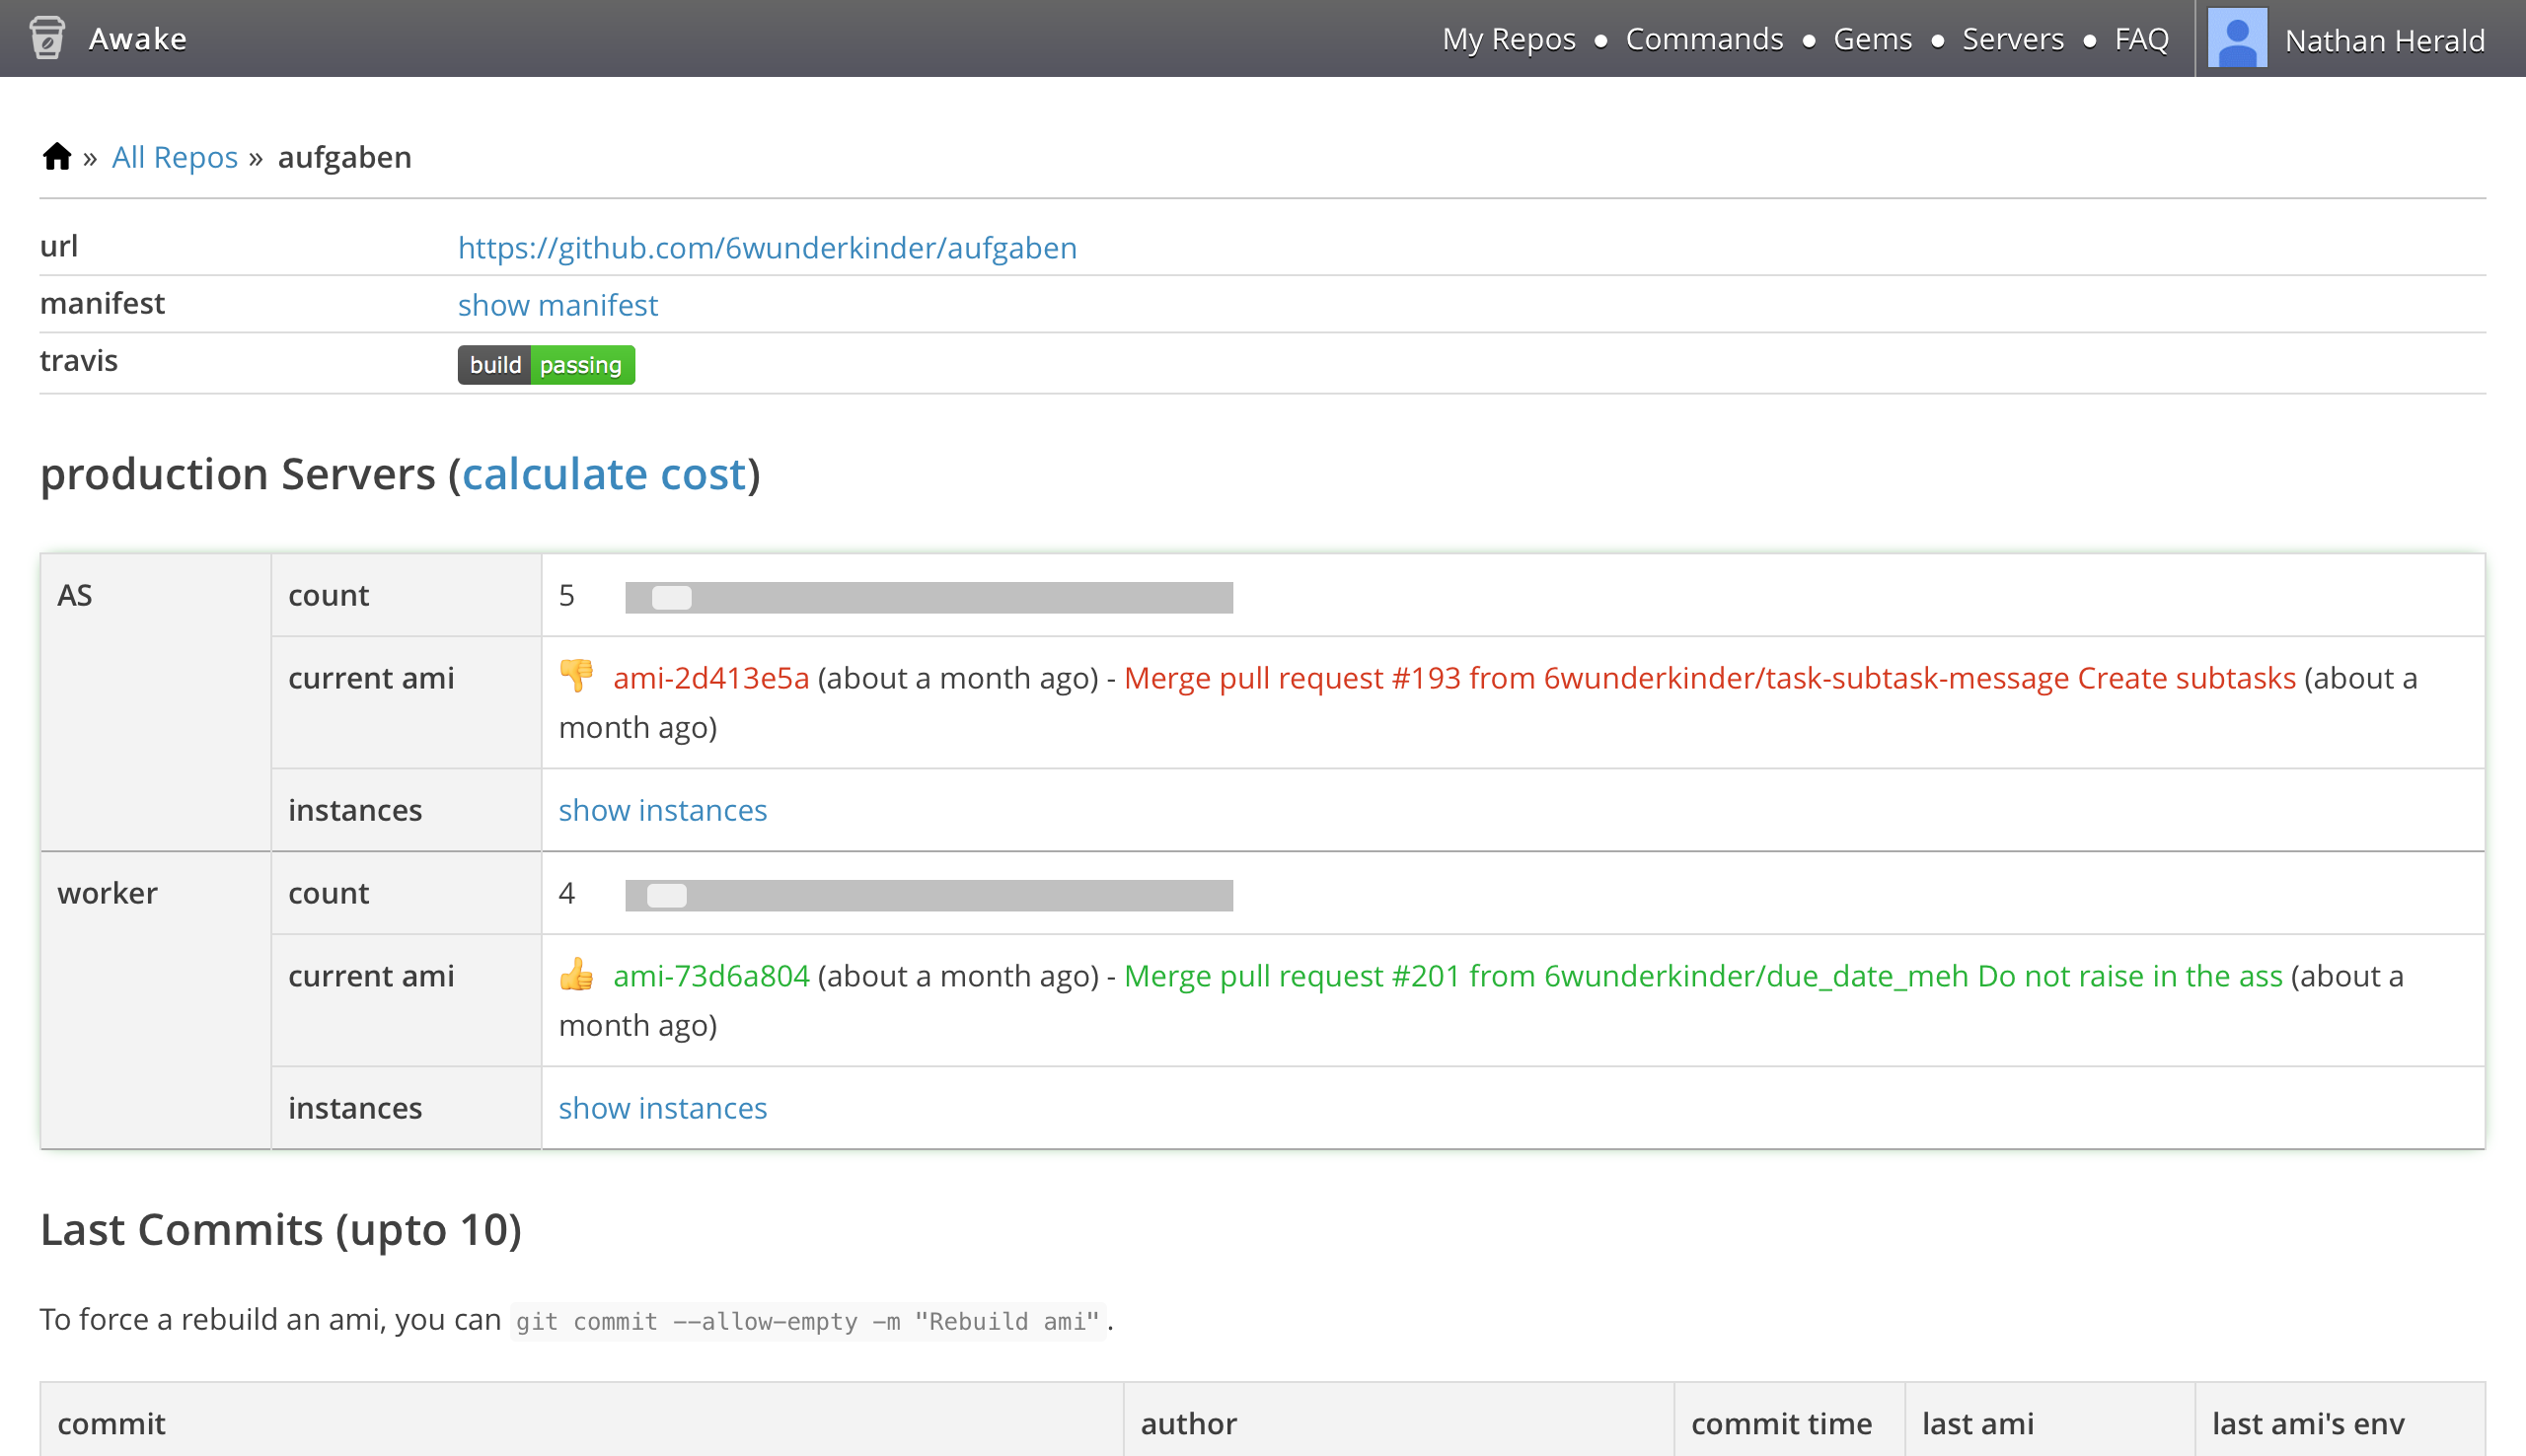 Awake
My Repos • Commands • Gems • Servers • FAQ
Nathan Herald
» All Repos » aufgaben
url https://github.com/6wunderkinder/aufgaben
manifest show manifest
travis build passing
production Servers (calculate cost)
AS count 5
current ami 👎 ami-2d413e5a (about a month ago) - Merge pull request #193 from 6wunderkinder/task-subtask-message Create subtasks (about a
month ago)
instances show instances
worker count 4
current ami 👍 ami-73d6a804 (about a month ago) - Merge pull request #201 from 6wunderkinder/due_date_meh Do not raise in the ass (about a
month ago)
instances show instances
Last Commits (upto 10)
To force a rebuild an ami, you can git commit --allow-empty -m "Rebuild ami".
commit author commit time last ami last ami's env